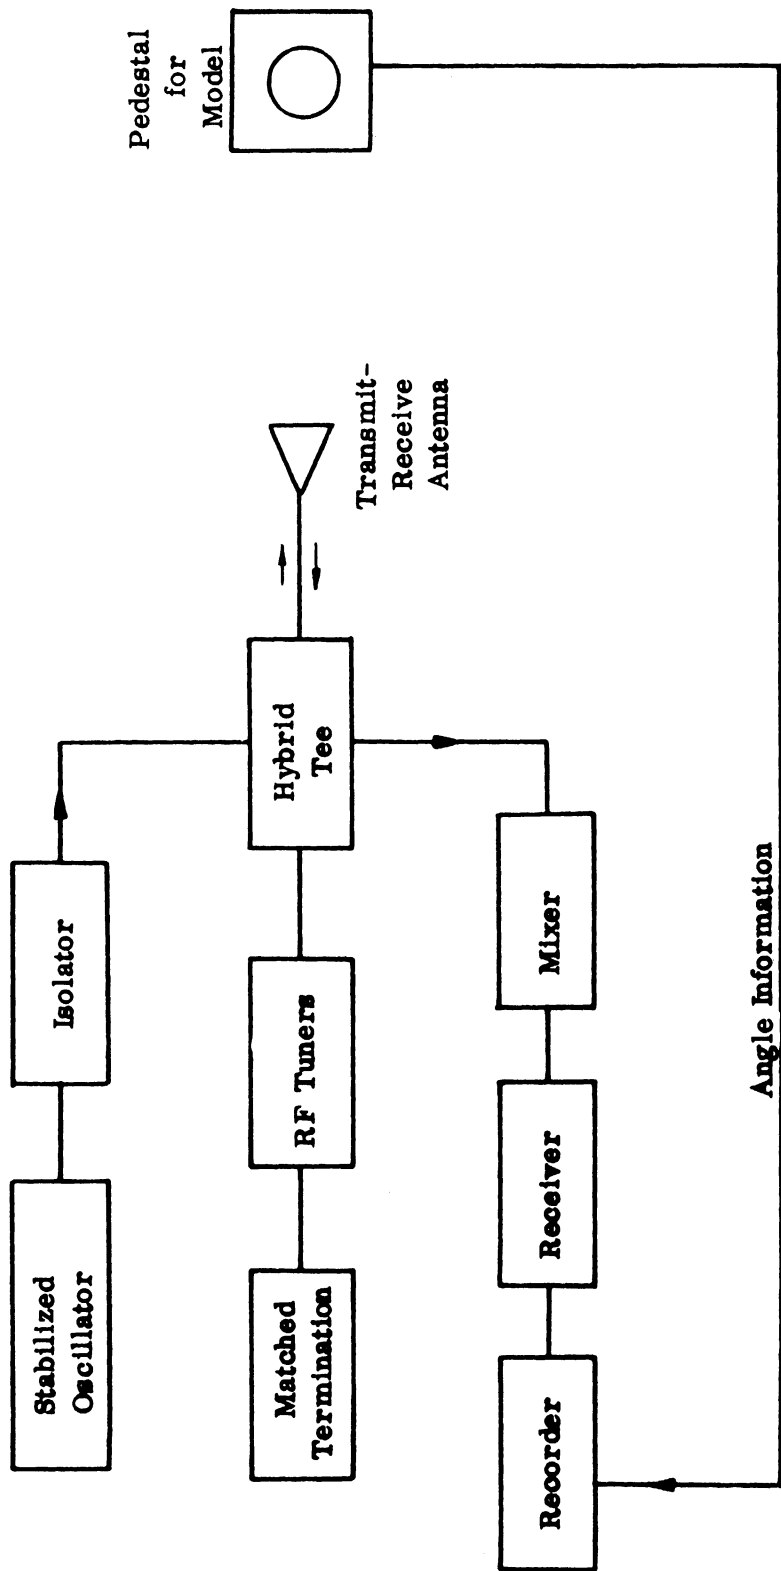 Stabilized
Oscillator
Isolator
Matched
Termination
RF Tuners
Hybrid
Tee
Transmit-
Receive
Antenna
Pedestal
for
Model
Recorder
Receiver
Mixer
Angle Information